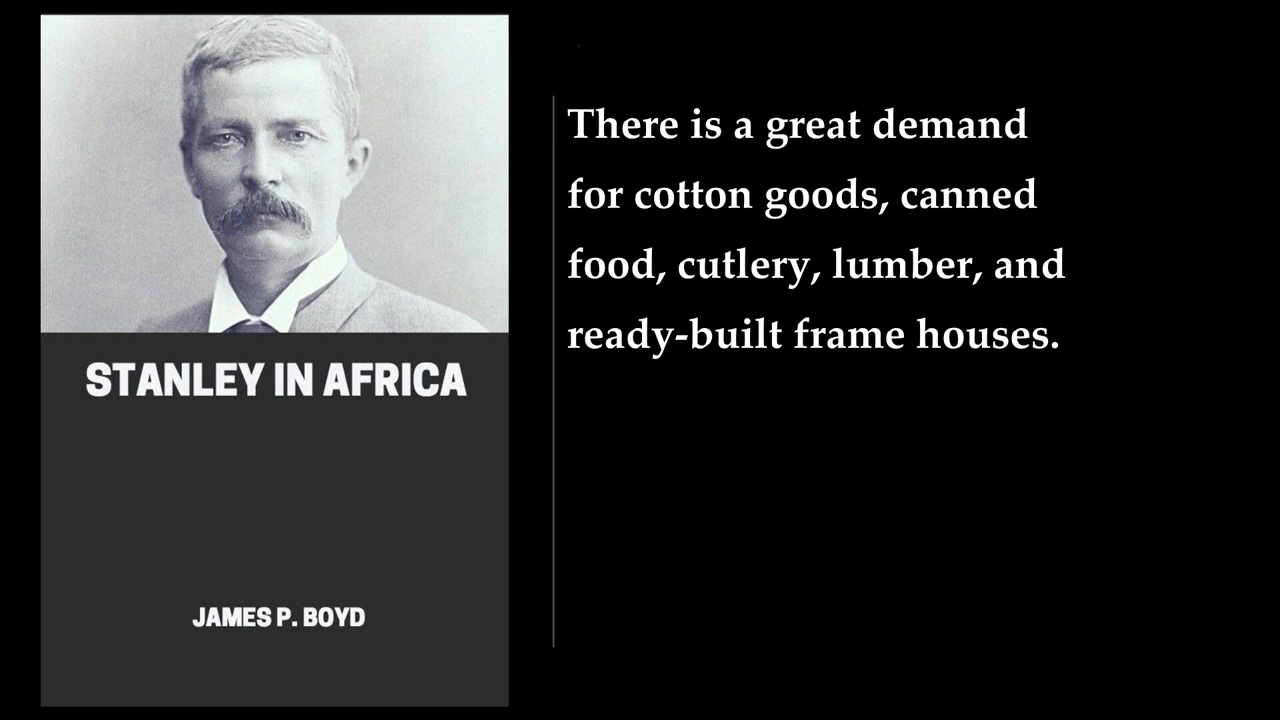 STANLEY IN AFRICA
JAMES P. BOYD
There is a great demand
for cotton goods, canned
food, cutlery, lumber, and
ready-built frame houses.